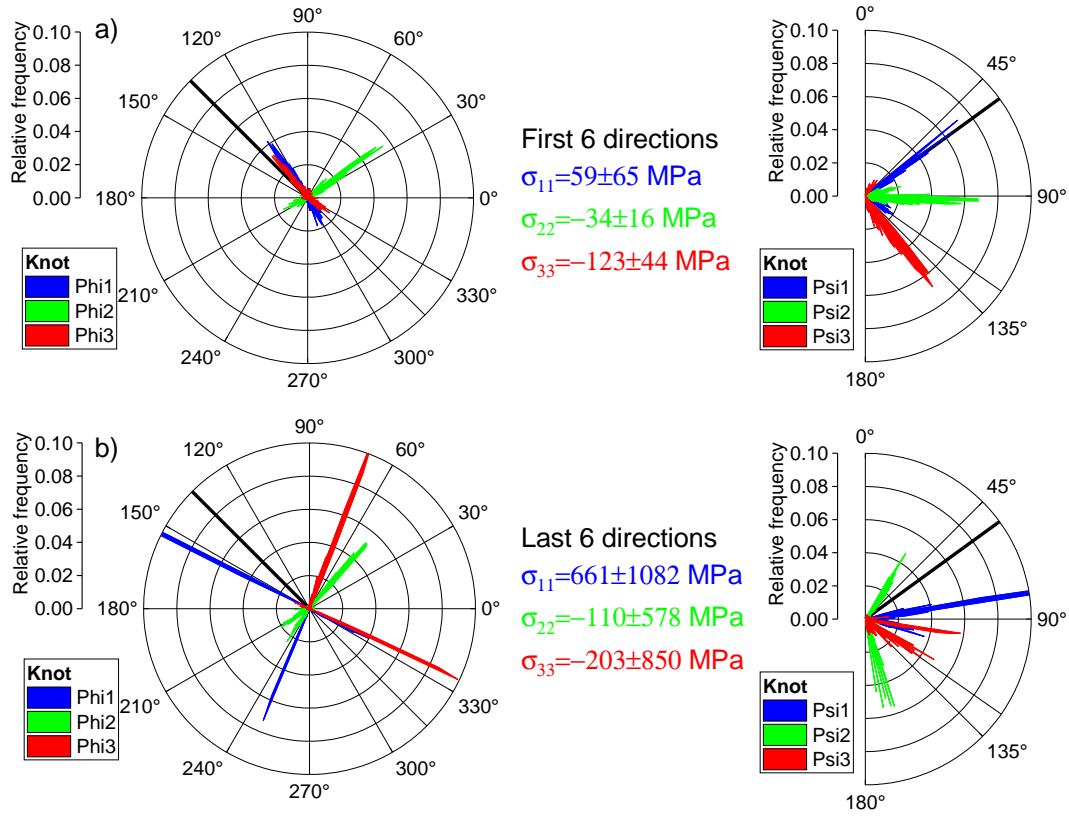 a)
Relative frequency
0.10
0.08
0.06
0.04
0.02
0.00
90°
60°
30°
0°
330°
300°
270°
240°
210°
180°
150°
120°
Knot
Phi1
Phi2
Phi3
First 6 directions
σ11=59±65 MPa
σ22=−34±16 MPa
σ33=−123±44 MPa
Relative frequency
0.10
0.08
0.06
0.04
0.02
0.00
0°
45°
90°
135°
180°
Knot
Psi1
Psi2
Psi3
b)
Relative frequency
0.10
0.08
0.06
0.04
0.02
0.00
90°
60°
30°
0°
330°
300°
270°
240°
210°
180°
150°
120°
Knot
Phi1
Phi2
Phi3
Last 6 directions
σ11=661±1082 MPa
σ22=−110±578 MPa
σ33=−203±850 MPa
Relative frequency
0.10
0.08
0.06
0.04
0.02
0.00
0°
45°
90°
135°
180°
Knot
Psi1
Psi2
Psi3